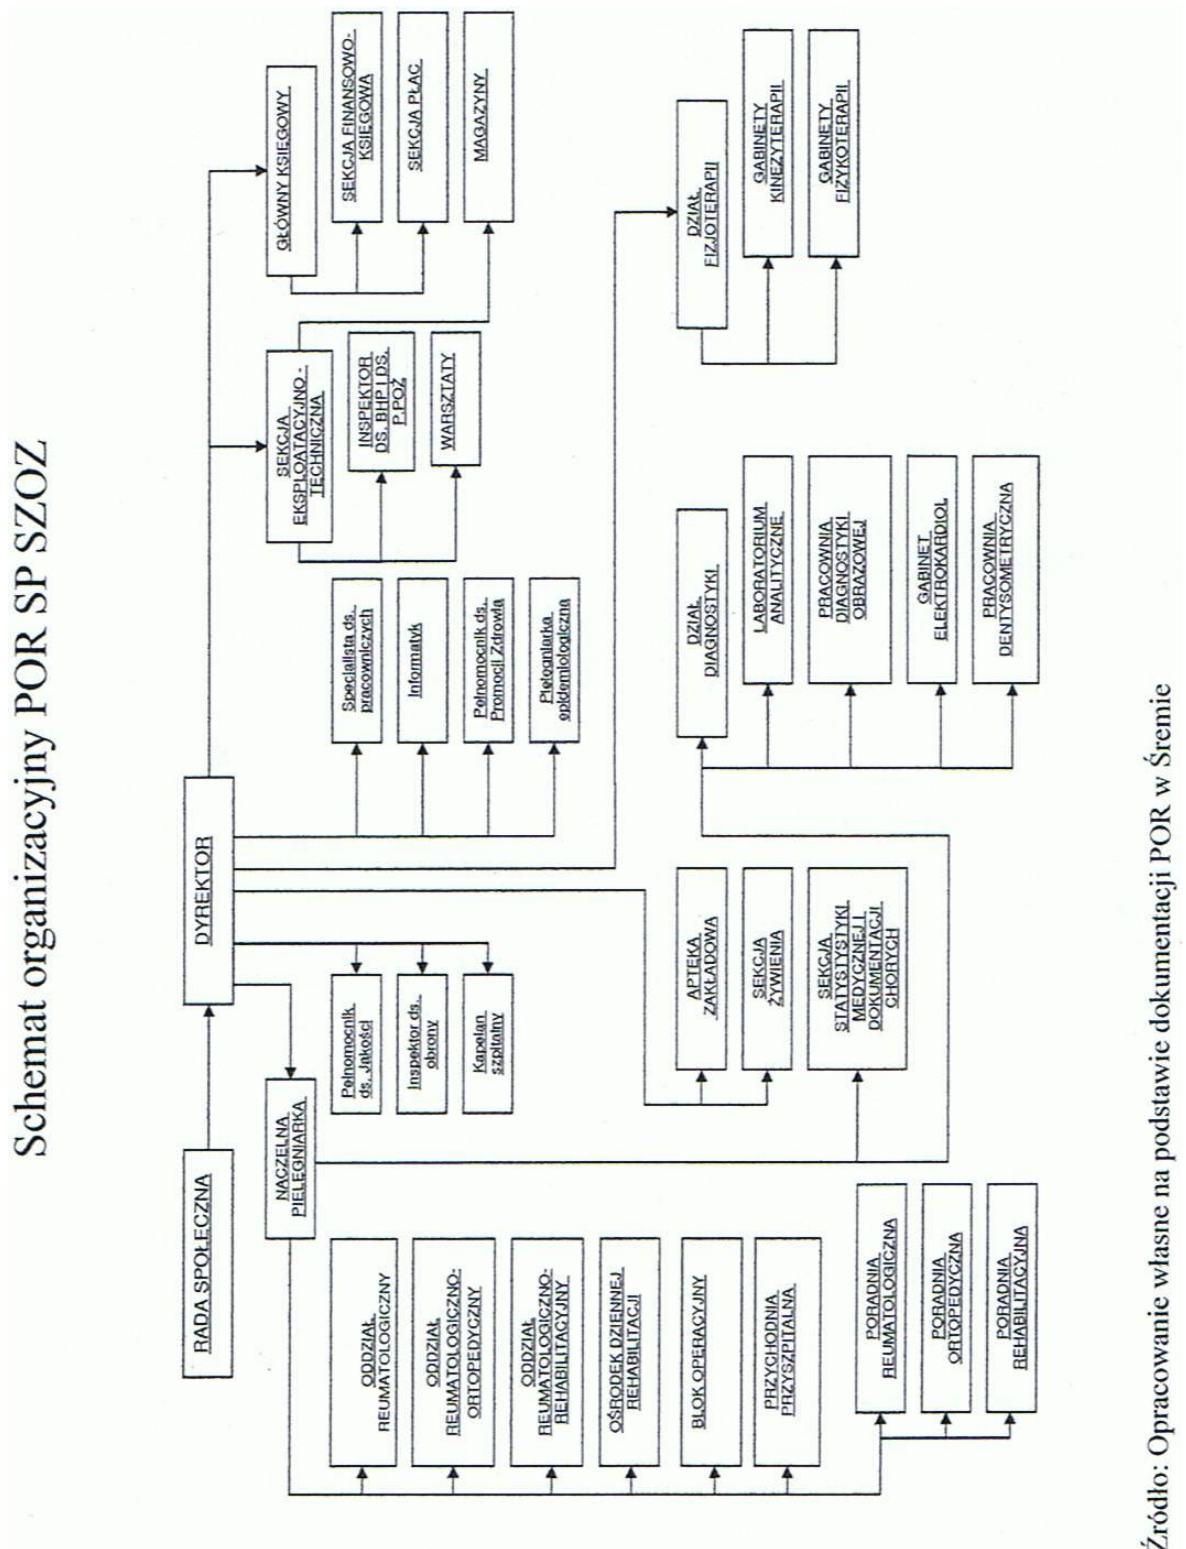 Schemat organizacyjny POR SP SZOZ
RADA SPOŁECZNA
DYREKTOR
NACZELNA
PIELĘGNIARKA
SEKCJA
EKSPLOATACYJNO -
TECHNICZNA
GŁÓWNY KSIĘGOWY
ODDZIAŁ
REUMATOLOGICZNY
ODDZIAŁ
REUMATOLOGICZNO-
ORTOPEDYCZNY
ODDZIAŁ
REUMATOLOGICZNO-
REHABILITACYJNY
OŚRODEK DZIENNEJ
REHABILITACJI
BLOK OPERACYJNY
PRZYCHODNIA
PRZYSZPITALNA
PORADNIA
REUMATOLOGICZNA
PORADNIA
ORTOPEDYCZNA
PORADNIA
REHABILITACYJNA
Pełnomocnik
ds. Jakości
Inspektor ds.
obrony
Kapelan
szpitalny
Specjalista ds.
pracowniczych
Informatyk
Pełnomocnik ds.
Promocji Zdrowia
Pielęgniarka
epidemiologiczna
INSPEKTOR
DS. BHP I DS.
P.POŻ
WARSZTATY
SEKCJA FINANSOWO-
KSIĘGOWA
SEKCJA PŁAC
MAGAZYNY
APTEKA
ZAKŁADOWA
SEKCJA
ŻYWIENIA
SEKCJA
STATYSTYSTYKI
MEDYCZNEJ I
DOKUMENTACJI
CHORYCH
DZIAŁ
DIAGNOSTYKI
LABORATORIUM
ANALITYCZNE
PRACOWNIA
DIAGNOSTYKI
OBRAZOWEJ
GABINET
ELEKTROKARDIOL
PRACOWNIA
DENTYSOMETRYCZNA
DZIAŁ
FIZJOTERAPII
GABINETY
KINEZYTERAPII
GABINETY
FIZYKOTERAPII
Źródło: Opracowanie własne na podstawie dokumentacji POR w Śremie